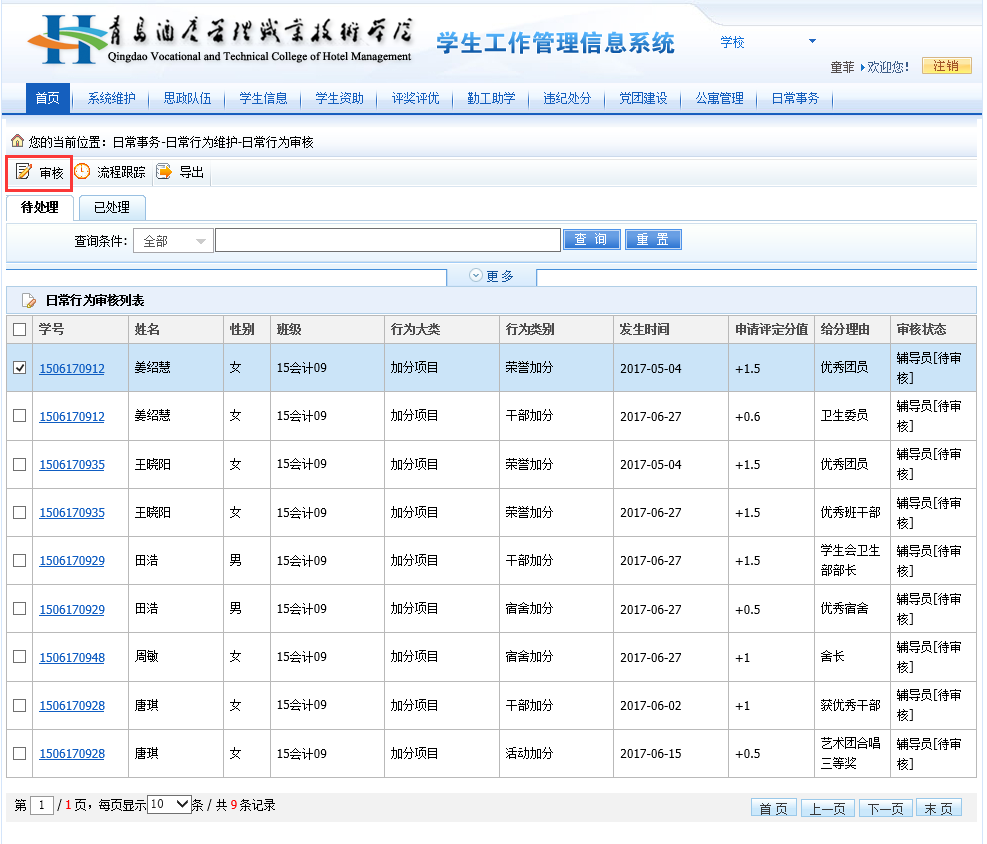 青岛酒店管理职业技术学院
Qingdao Vocational and Technical College of Hotel Management
学生工作管理信息系统
学校
童菲 欢迎您! 注销
首页 系统维护 思政队伍 学生信息 学生资助 评奖评优 勤工助学 违纪处分 党团建设 公寓管理 日常事务
您的当前位置: 日常事务-日常行为维护-日常行为审核
审核 流程跟踪 导出
待处理 已处理
查询条件: 全部 查 询 重 置
更多
日常行为审核列表
学号 姓名 性别 班级 行为大类 行为类别 发生时间 申请评定分值 给分理由 审核状态
1506170912 姜绍慧 女 15会计09 加分项目 荣誉加分 2017-05-04 +1.5 优秀团员 辅导员[待审
核]
1506170912 姜绍慧 女 15会计09 加分项目 干部加分 2017-06-27 +0.6 卫生委员 辅导员[待审
核]
1506170935 王晓阳 女 15会计09 加分项目 荣誉加分 2017-05-04 +1.5 优秀团员 辅导员[待审
核]
1506170935 王晓阳 女 15会计09 加分项目 荣誉加分 2017-06-27 +1.5 优秀班干部 辅导员[待审
核]
1506170929 田浩 男 15会计09 加分项目 干部加分 2017-06-27 +1.5 学生会卫生 辅导员[待审
部部长 核]
1506170929 田浩 男 15会计09 加分项目 宿舍加分 2017-06-27 +0.5 优秀宿舍 辅导员[待审
核]
1506170948 周敏 女 15会计09 加分项目 宿舍加分 2017-06-27 +1 舍长 辅导员[待审
核]
1506170928 唐琪 女 15会计09 加分项目 干部加分 2017-06-02 +1 获优秀干部 辅导员[待审
核]
1506170928 唐琪 女 15会计09 加分项目 活动加分 2017-06-15 +0.5 艺术团合唱 辅导员[待审
三等奖 核]
第 1 / 1 页, 每页显示 10 条 / 共 9 条记录 首 页 上一页 下一页 末 页